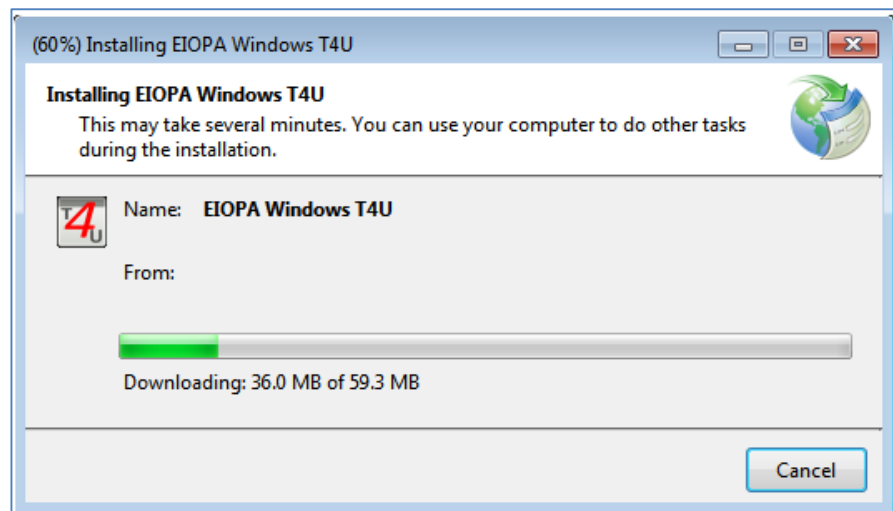 (60%) Installing EIOPA Windows T4U
Installing EIOPA Windows T4U
This may take several minutes. You can use your computer to do other tasks
during the installation.
T4U
Name: EIOPA Windows T4U
From:
Downloading: 36.0 MB of 59.3 MB
Cancel